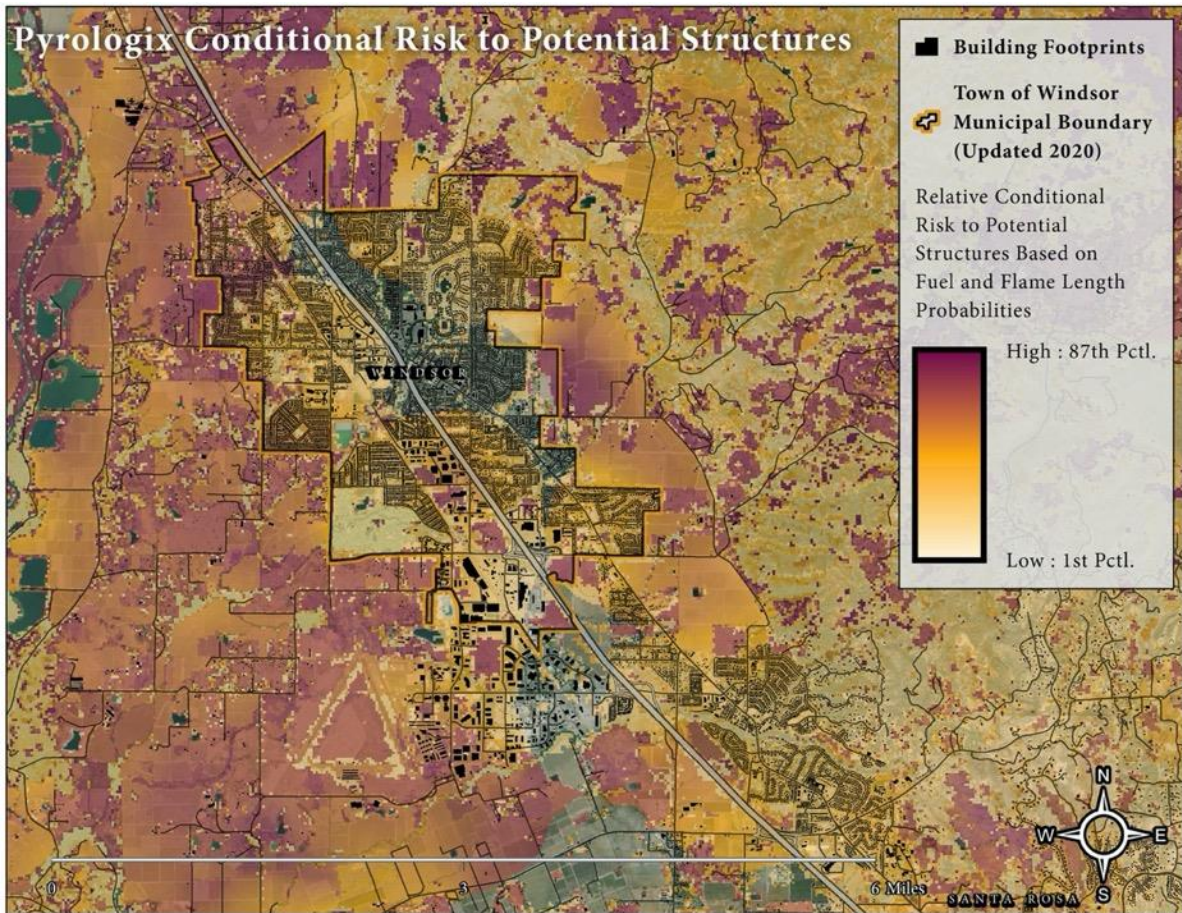 Pyrologix Conditional Risk to Potential Structures
Building Footprints
Town of Windsor
Municipal Boundary
(Updated 2020)
Relative Conditional
Risk to Potential
Structures Based on
Fuel and Flame Length
Probabilities
High : 87th Pctl.
Low : 1st Pctl.
WINDSOR
N
W
E
S
0
3
6 Miles
SANTA ROSA